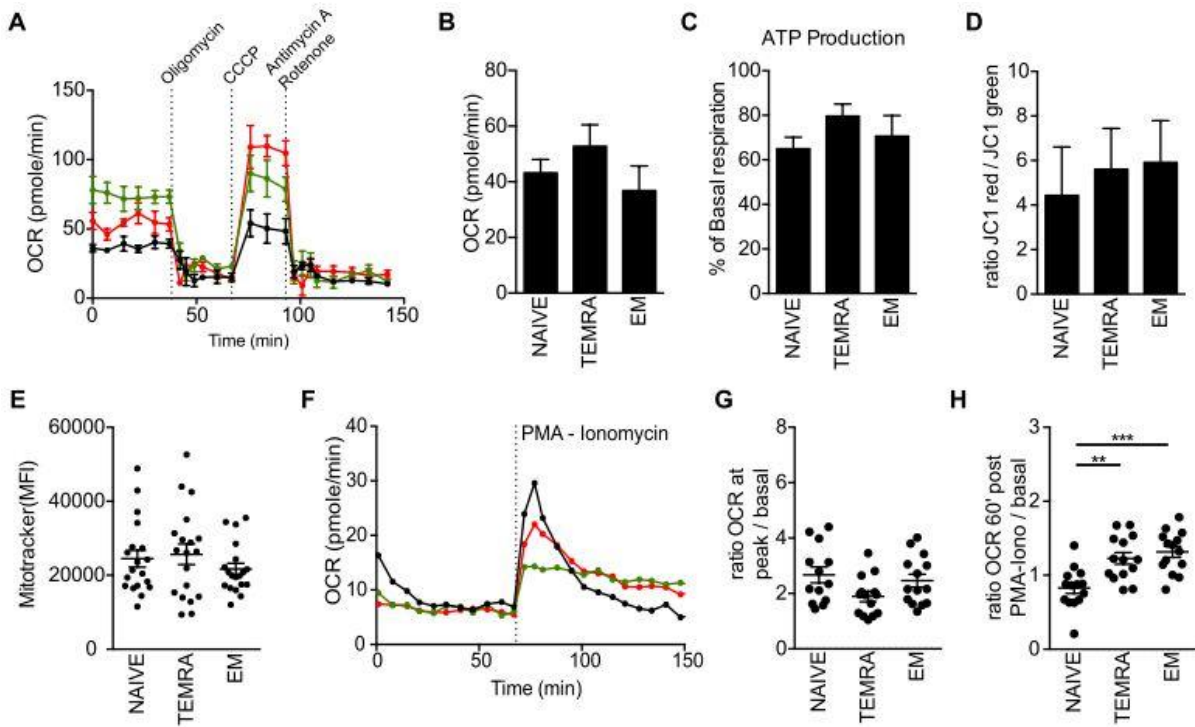 A
Oligomycin
CCCP
Antimycin A
Rotenone
OCR (pmole/min)
150
100
50
0
0 50 100 150
Time (min)
B
OCR (pmole/min)
80
60
40
20
0
NAIVE
TEMRA
EM
C
ATP Production
% of Basal respiration
100
80
60
40
20
0
NAIVE
TEMRA
EM
D
ratio JC1 red / JC1 green
10
8
6
4
2
0
NAIVE
TEMRA
EM
E
Mitotracker(MFI)
60000
40000
20000
0
NAIVE
TEMRA
EM
F
PMA - Ionomycin
OCR (pmole/min)
40
30
20
10
0
0 50 100 150
Time (min)
G
ratio OCR at
peak / basal
8
6
4
2
0
NAIVE
TEMRA
EM
H
ratio OCR 60' post
PMA-Iono / basal
3
2
1
0
***
**
NAIVE
TEMRA
EM